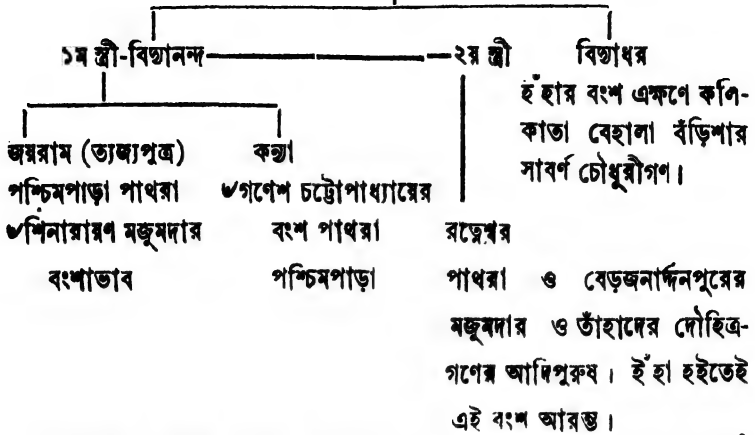 ১ম স্ত্রী-বিদ্যানন্দ ২য় স্ত্রী বিদ্যাধর
ইঁহার বংশ এক্ষণে কলি-
কাতা বেহালা বঁড়িশার
সাবর্ণ চৌধুরীগণ।
জয়রাম (ত্যজ্যপুত্র) কন্যা
পশ্চিমপাড়া পাথরা ৺গণেশ চট্টোপাধ্যায়ের
৺শিনারায়ণ মজুমদার বংশ পাথরা রত্নেশ্বর
বংশাভাব পশ্চিমপাড়া পাথরা ও বেড়জনার্দ্দনপুরের
মজুমদার ও তাঁহাদের দৌহিত্র-
গণের আদিপুরুষ। ইঁহা হইতেই
এই বংশ আরম্ভ।